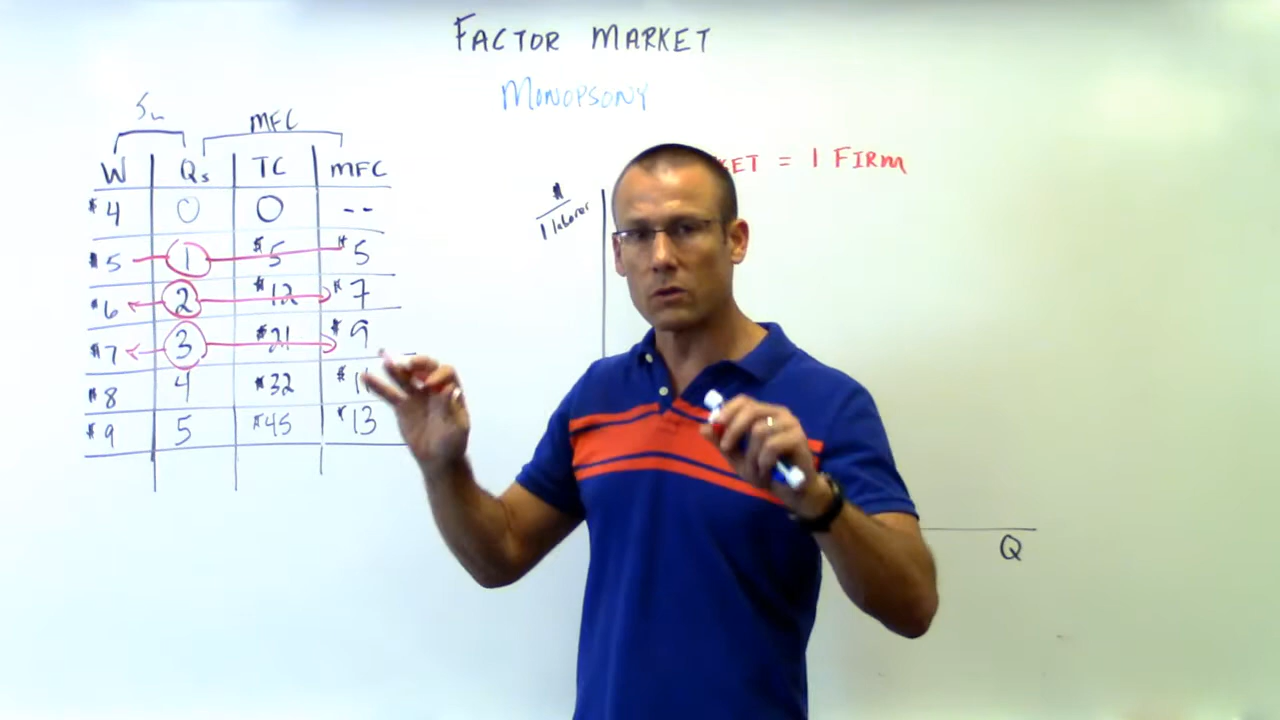 FACTOR MARKET
MONOPSONY
= 1 FIRM
$
1 laborer
Q
SL
MFC
W Qs TC MFC
$4 0 0 --
$5 1 $5 $5
$6 2 $12 $7
$7 3 $21 $9
$8 4 $32
$9 5 $45 $13